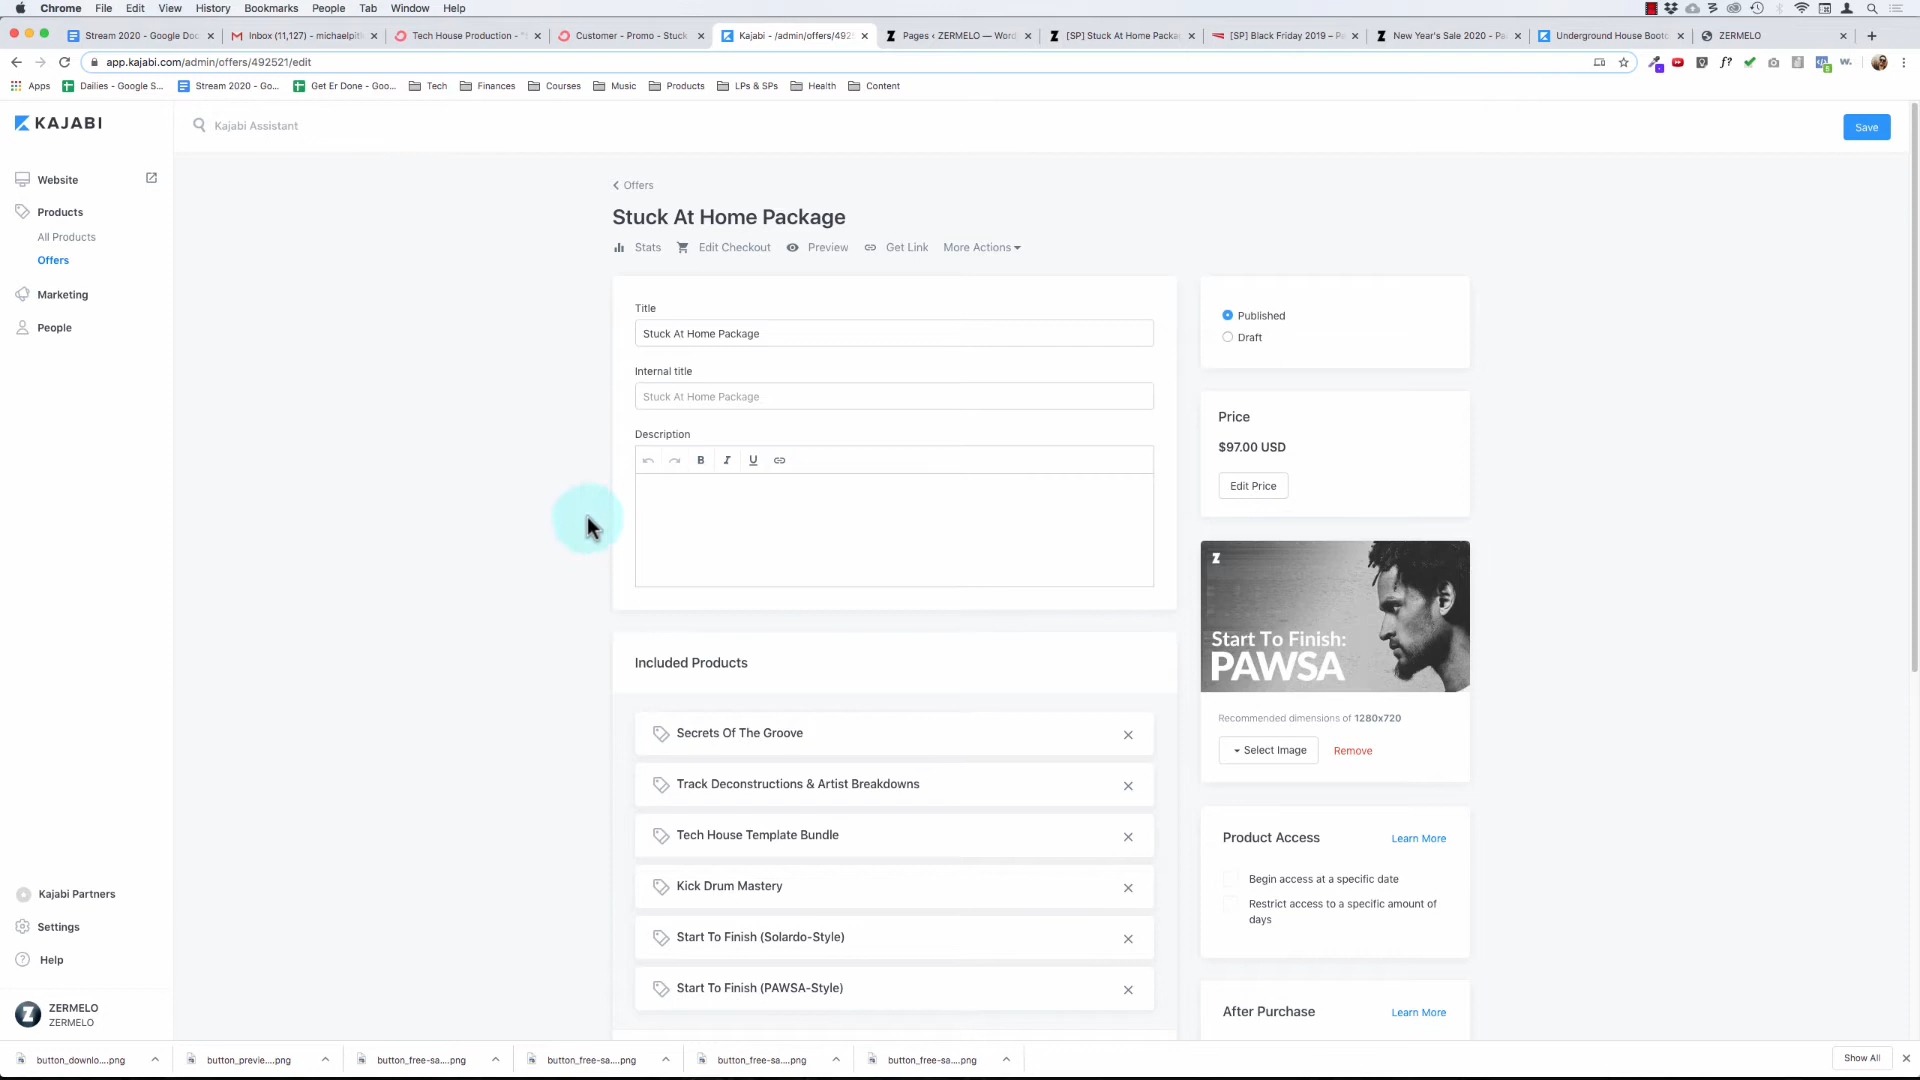 Chrome File Edit View History Bookmarks People Tab Window Help
Stream 2020 - Google Doc
Inbox (11,127) - michaelpit
Tech House Production - "S
Customer - Promo - Stuck
Kajabi - /admin/offers/492
Pages ‹ ZERMELO — Word
[SP] Stuck At Home Packa
[SP] Black Friday 2019 – P
New Year's Sale 2020 - Pa
Underground House Bootc
ZERMELO
app.kajabi.com/admin/offers/492521/edit
Apps
Dailies - Google S...
Stream 2020 - Go...
Get Er Done - Goo...
Tech
Finances
Courses
Music
Products
LPs & SPs
Health
Content
KAJABI
Kajabi Assistant
Save
Website
Products
All Products
Offers
Marketing
People
Kajabi Partners
Settings
Help
ZERMELO
ZERMELO
Offers
Stuck At Home Package
Stats
Edit Checkout
Preview
Get Link
More Actions
Title
Stuck At Home Package
Internal title
Stuck At Home Package
Description
B I U
Included Products
Secrets Of The Groove
Track Deconstructions & Artist Breakdowns
Tech House Template Bundle
Kick Drum Mastery
Start To Finish (Solardo-Style)
Start To Finish (PAWSA-Style)
Published
Draft
Price
$97.00 USD
Edit Price
Z
Start To Finish:
PAWSA
Recommended dimensions of 1280x720
Select Image
Remove
Product Access
Learn More
Begin access at a specific date
Restrict access to a specific amount of
days
After Purchase
Learn More
button_downlo....png
button_previe....png
button_free-sa....png
button_free-sa....png
button_free-sa....png
button_free-sa....png
Show All